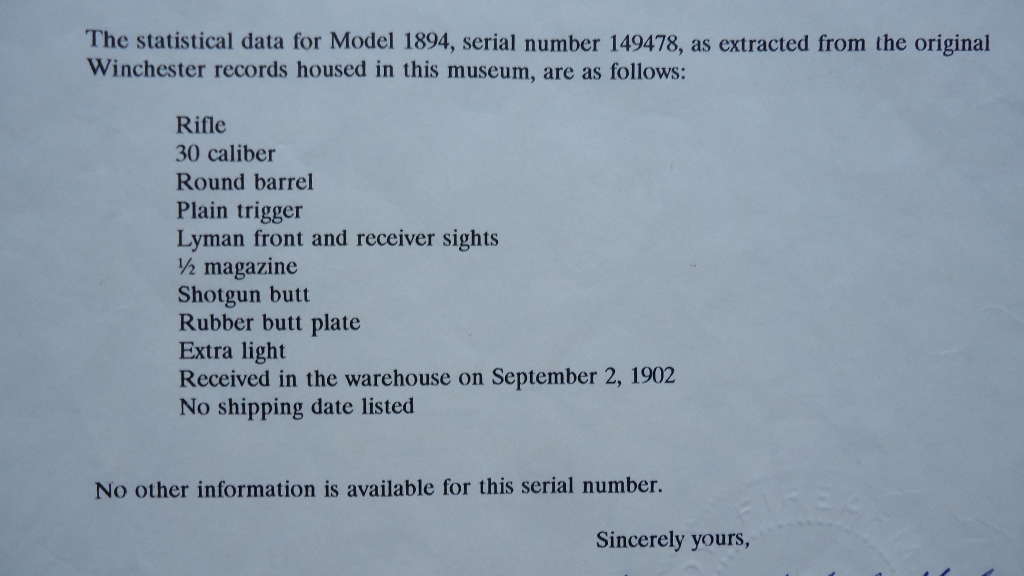 The statistical data for Model 1894, serial number 149478, as extracted from the original
Winchester records housed in this museum, are as follows:
Rifle
30 caliber
Round barrel
Plain trigger
Lyman front and receiver sights
½ magazine
Shotgun butt
Rubber butt plate
Extra light
Received in the warehouse on September 2, 1902
No shipping date listed
No other information is available for this serial number.
Sincerely yours,